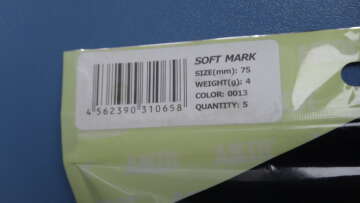 SOFT MARK
SIZE(mm): 75
WEIGHT(g): 4
COLOR: 0013
QUANTITY: 5
4 562390 310658